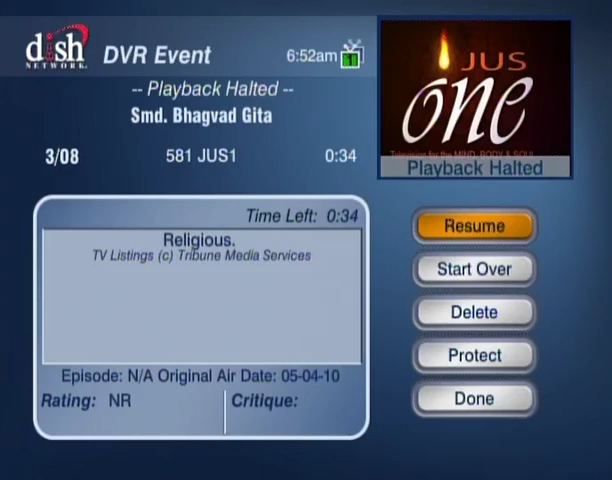 dish
NETWORK.
DVR Event
6:52am
1
-- Playback Halted --
Smd. Bhagvad Gita
3/08 581 JUS1 0:34
JUS
one
Television for the MIND, BODY & SOUL
Playback Halted
Time Left: 0:34
Religious.
TV Listings (c) Tribune Media Services
Episode: N/A Original Air Date: 05-04-10
Rating: NR Critique:
Resume
Start Over
Delete
Protect
Done